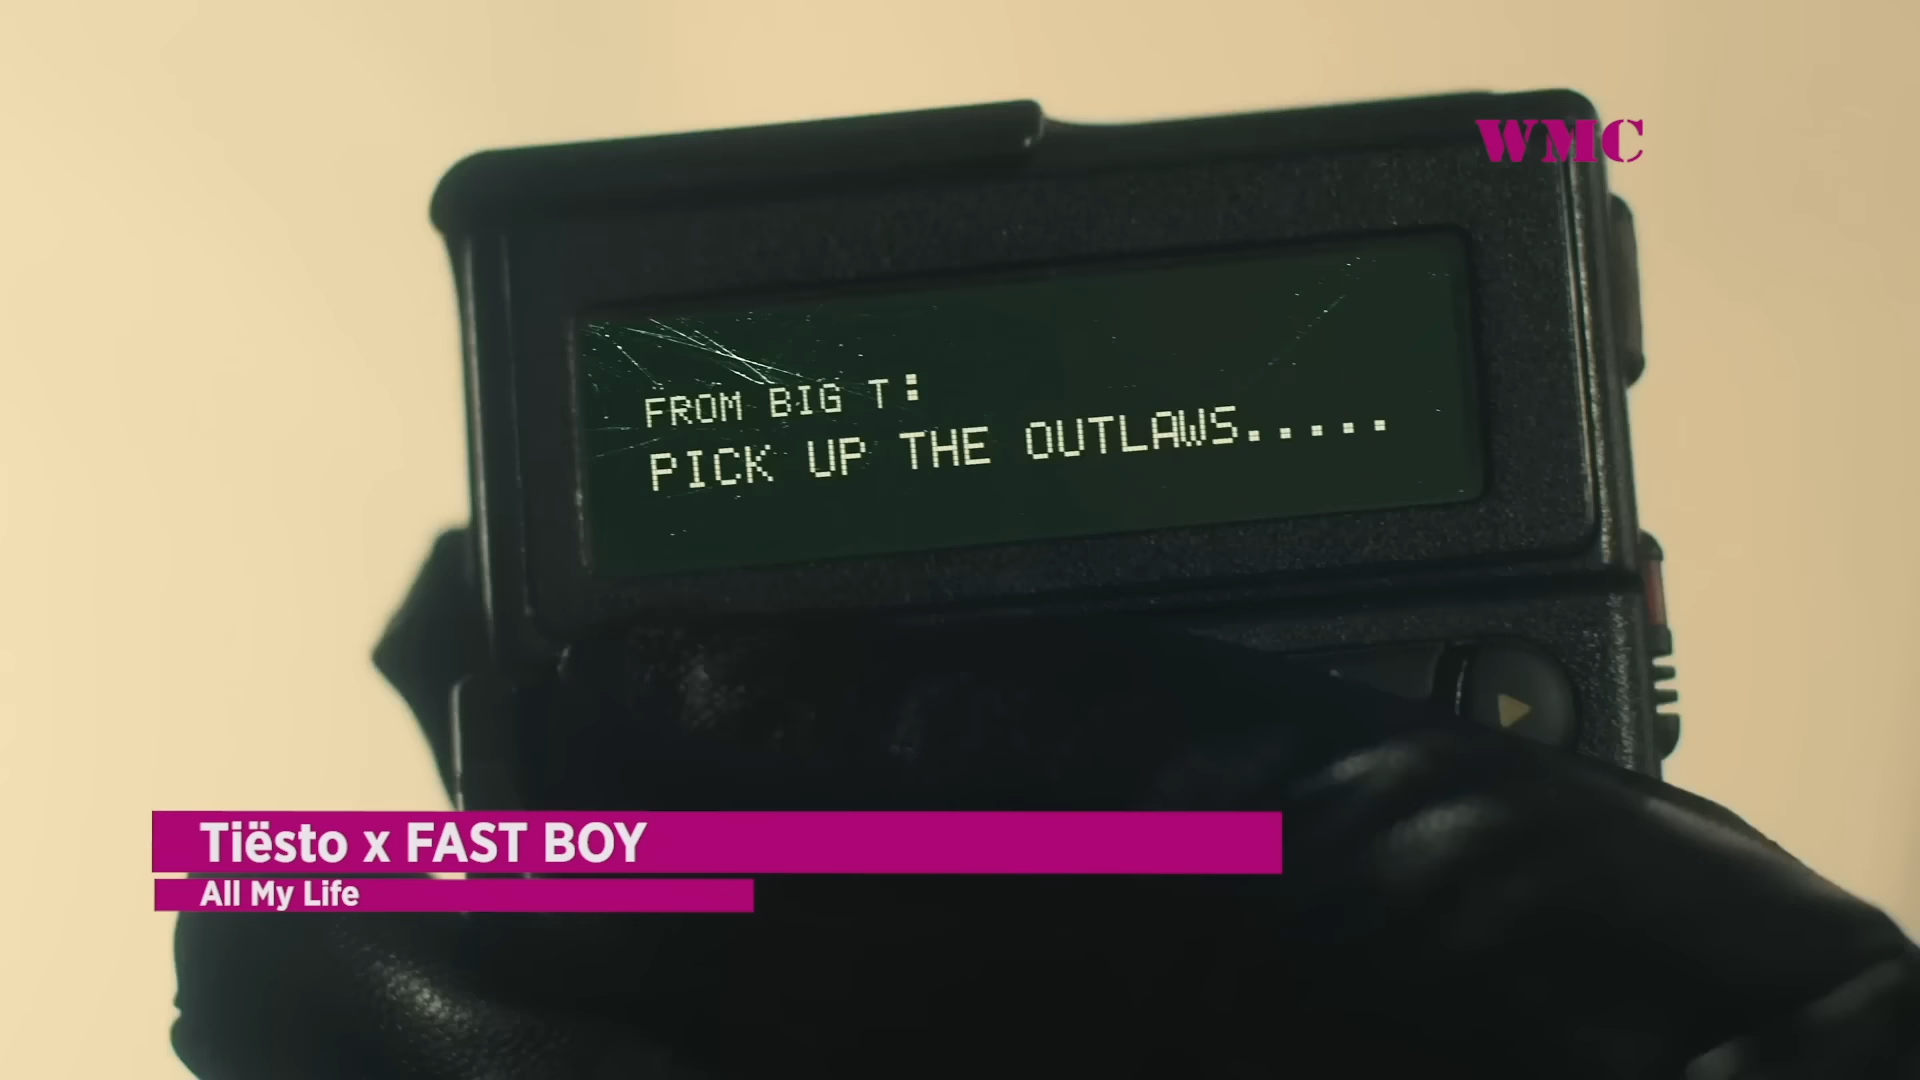 WMC
FROM BIG T:
PICK UP THE OUTLAWS.....
Tiësto x FAST BOY
All My Life